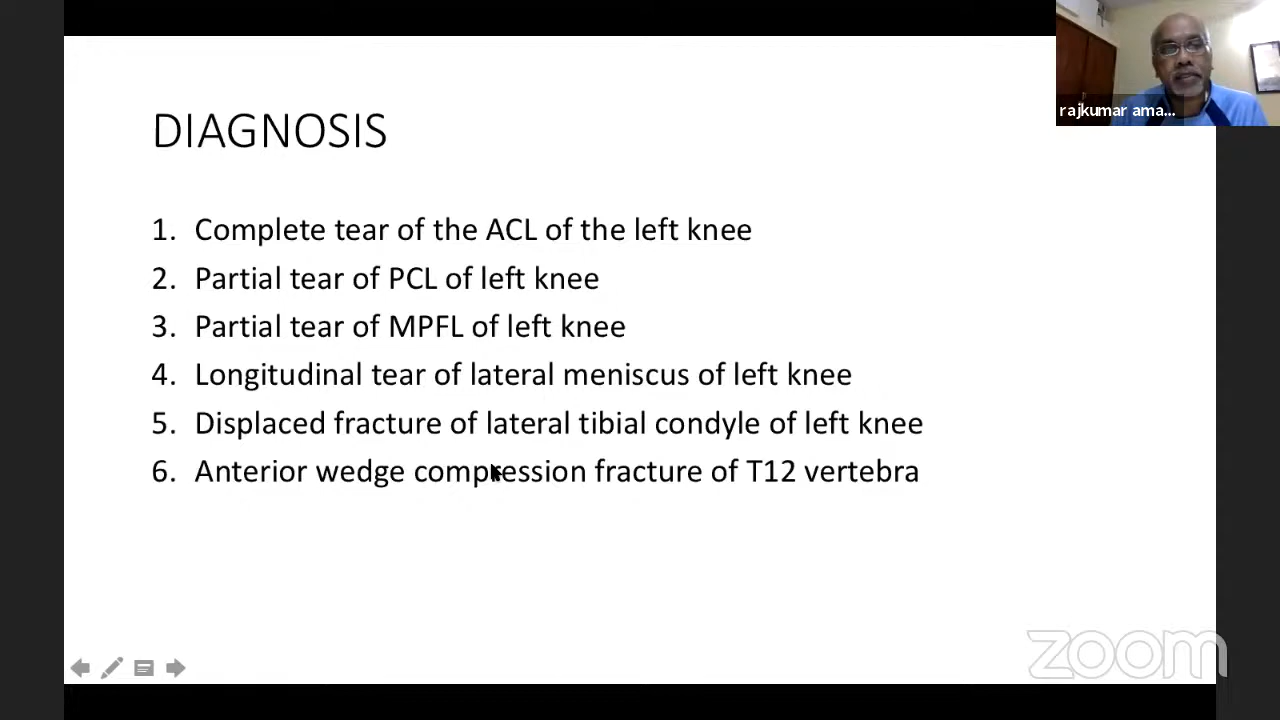 DIAGNOSIS
rajkumar ama...
1. Complete tear of the ACL of the left knee
2. Partial tear of PCL of left knee
3. Partial tear of MPFL of left knee
4. Longitudinal tear of lateral meniscus of left knee
5. Displaced fracture of lateral tibial condyle of left knee
6. Anterior wedge compression fracture of T12 vertebra
zoom